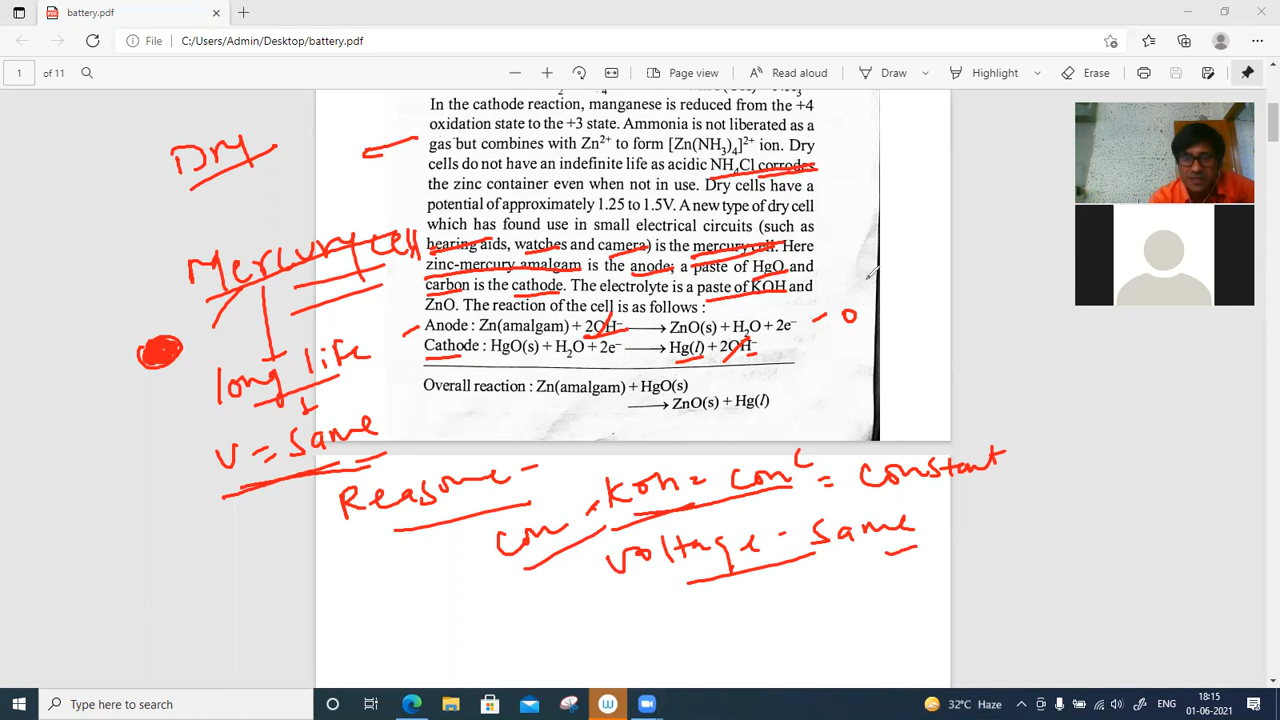 battery.pdf
File C:/Users/Admin/Desktop/battery.pdf
1 of 11 Page view Read aloud Draw Highlight Erase
In the cathode reaction, manganese is reduced from the +4
oxidation state to the +3 state. Ammonia is not liberated as a
gas but combines with Zn²⁺ to form [Zn(NH₃)₄]²⁺ ion. Dry
cells do not have an indefinite life as acidic NH₄Cl corrodes
the zinc container even when not in use. Dry cells have a
potential of approximately 1.25 to 1.5V. A new type of dry cell
which has found use in small electrical circuits (such as
hearing aids, watches and camera) is the mercury cell. Here
zinc-mercury amalgam is the anode; a paste of HgO and
carbon is the cathode. The electrolyte is a paste of KOH and
ZnO. The reaction of the cell is as follows :
Anode : Zn(amalgam) + 2OH⁻ ⟶ ZnO(s) + H₂O + 2e⁻
Cathode : HgO(s) + H₂O + 2e⁻ ⟶ Hg(l) + 2OH⁻
Overall reaction : Zn(amalgam) + HgO(s)
⟶ ZnO(s) + Hg(l)
Dry
Mercury cell
long life
V = Same
Reasone -
KOH = conc = constant
con
voltage - same
Type here to search
32°C Haze
ENG
18:15
01-06-2021